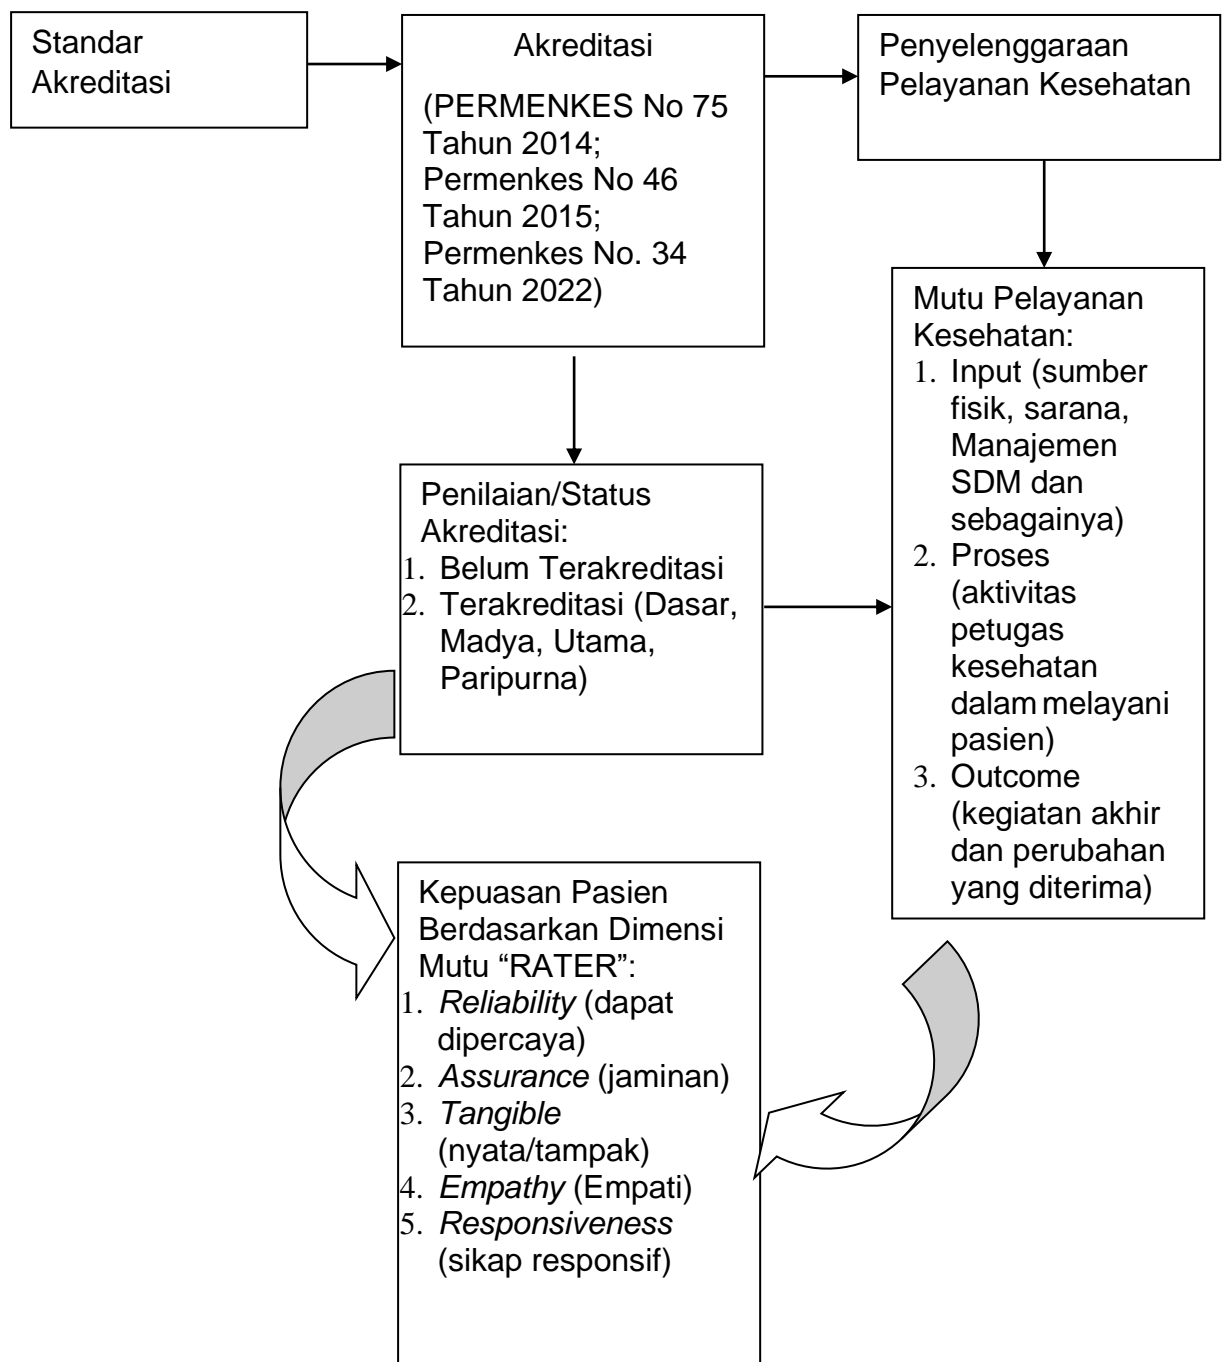 Standar
Akreditasi
Akreditasi
(PERMENKES No 75
Tahun 2014;
Permenkes No 46
Tahun 2015;
Permenkes No. 34
Tahun 2022)
Penyelenggaraan
Pelayanan Kesehatan
Mutu Pelayanan
Kesehatan:
1. Input (sumber
fisik, sarana,
Manajemen
SDM dan
sebagainya)
2. Proses
(aktivitas
petugas
kesehatan
dalam melayani
pasien)
3. Outcome
(kegiatan akhir
dan perubahan
yang diterima)
Penilaian/Status
Akreditasi:
1. Belum Terakreditasi
2. Terakreditasi (Dasar,
Madya, Utama,
Paripurna)
Kepuasan Pasien
Berdasarkan Dimensi
Mutu “RATER”:
1. Reliability (dapat
dipercaya)
2. Assurance (jaminan)
3. Tangible
(nyata/tampak)
4. Empathy (Empati)
5. Responsiveness
(sikap responsif)